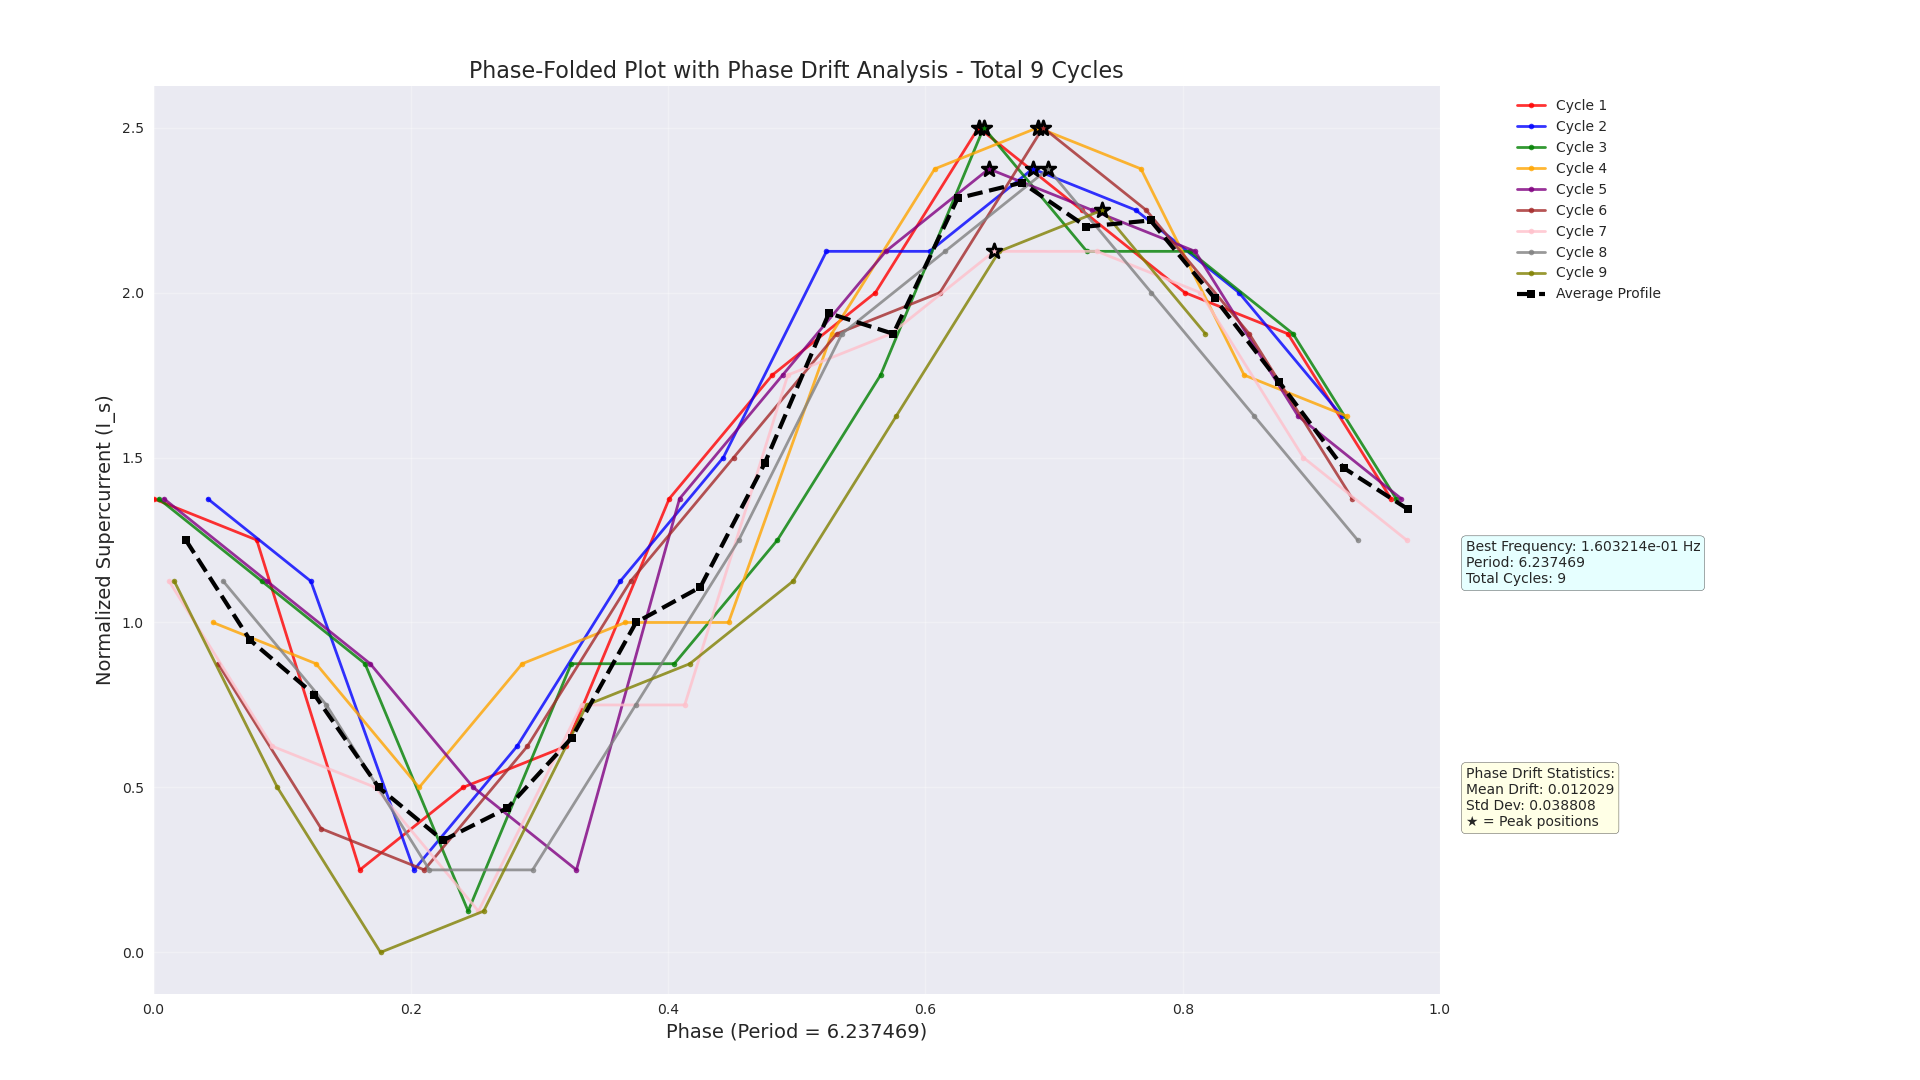 Phase-Folded Plot with Phase Drift Analysis - Total 9 Cycles
Normalized Supercurrent (I_s)
2.5
2.0
1.5
1.0
0.5
0.0
0.0
0.2
0.4
0.6
0.8
1.0
Phase (Period = 6.237469)
Cycle 1
Cycle 2
Cycle 3
Cycle 4
Cycle 5
Cycle 6
Cycle 7
Cycle 8
Cycle 9
Average Profile
Best Frequency: 1.603214e-01 Hz
Period: 6.237469
Total Cycles: 9
Phase Drift Statistics:
Mean Drift: 0.012029
Std Dev: 0.038808
★ = Peak positions